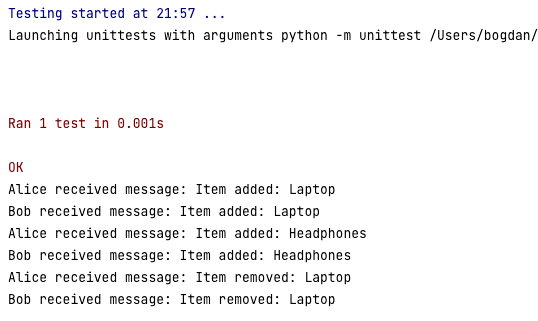 Testing started at 21:57 ...
Launching unittests with arguments python -m unittest /Users/bogdan/
Ran 1 test in 0.001s
OK
Alice received message: Item added: Laptop
Bob received message: Item added: Laptop
Alice received message: Item added: Headphones
Bob received message: Item added: Headphones
Alice received message: Item removed: Laptop
Bob received message: Item removed: Laptop